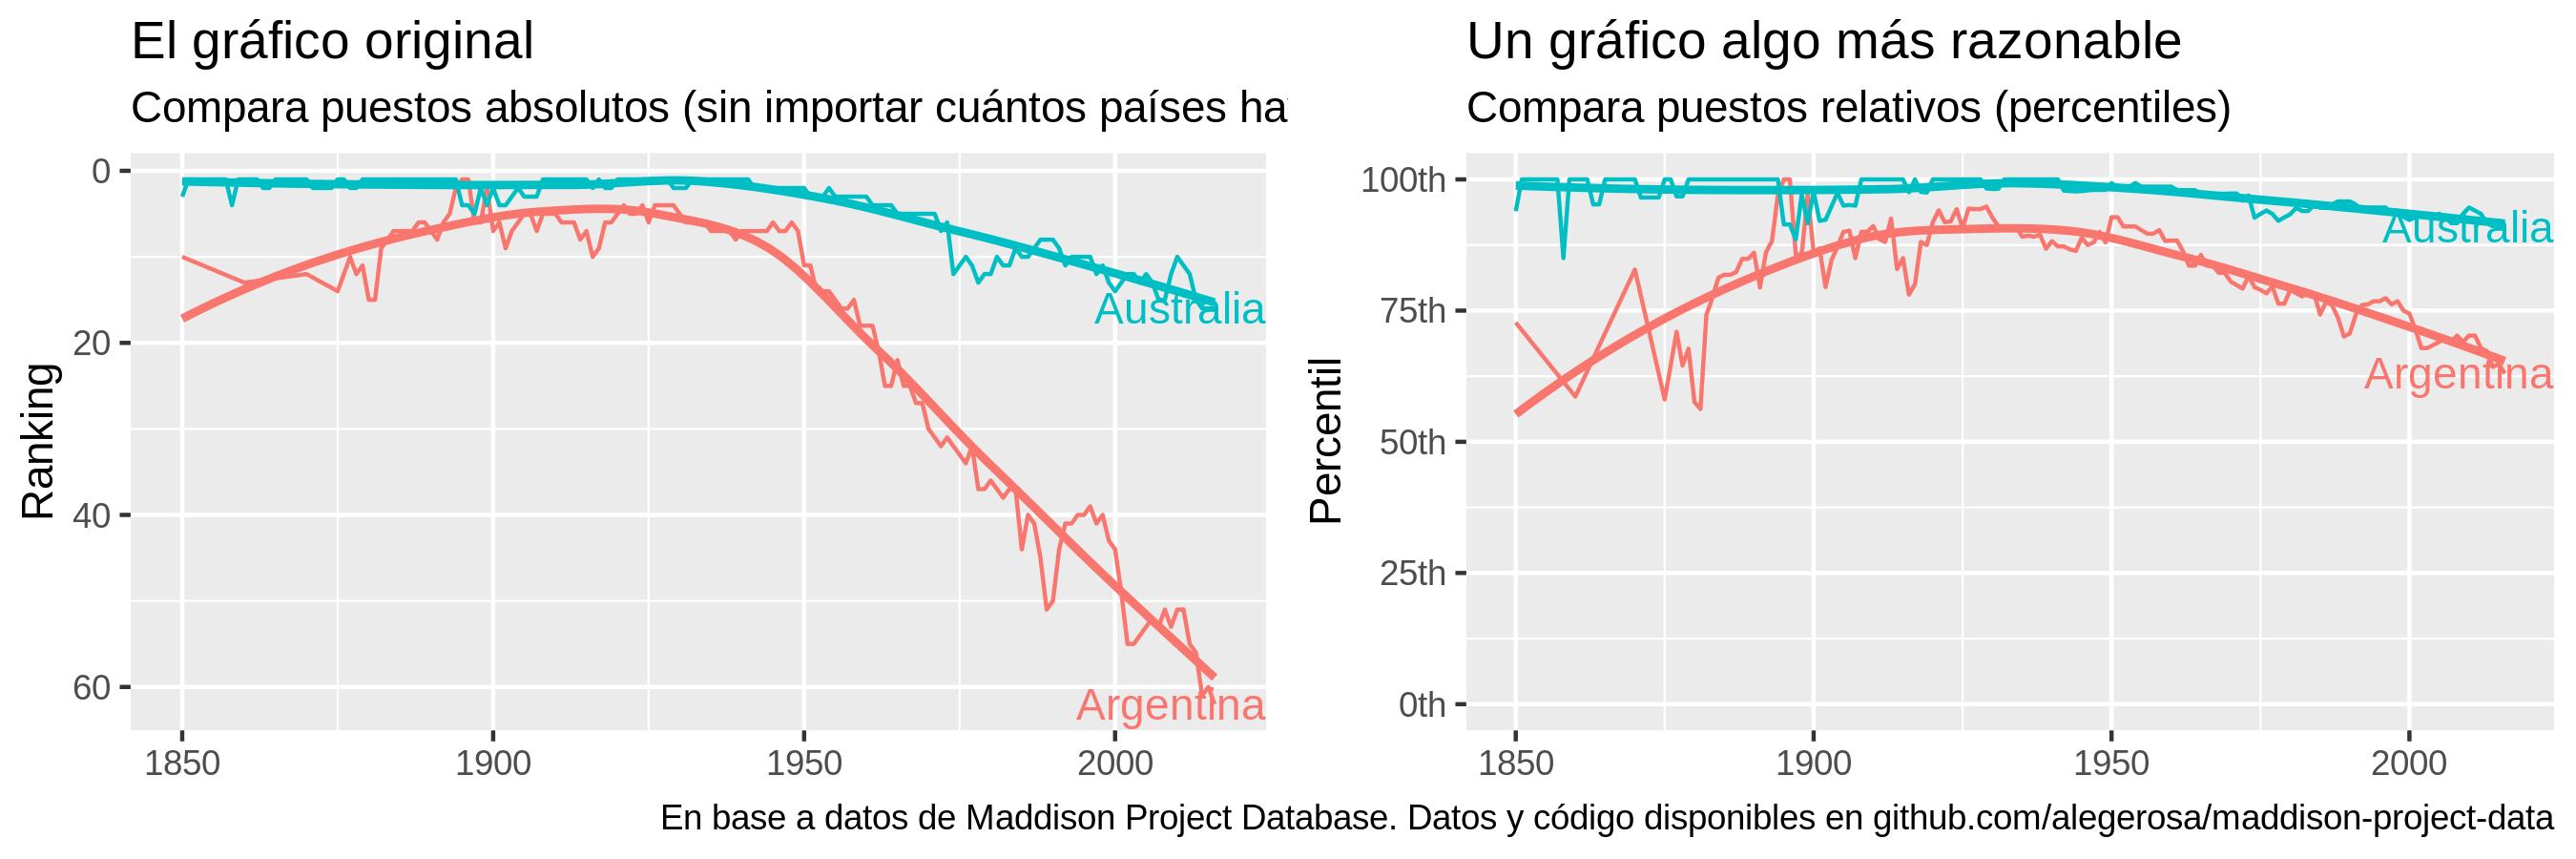 El gráfico original
Compara puestos absolutos (sin importar cuántos países ha
Ranking
0
20
40
60
Australia
Argentina
1850 1900 1950 2000
Un gráfico algo más razonable
Compara puestos relativos (percentiles)
Percentil
100th
75th
50th
25th
0th
Australia
Argentina
1850 1900 1950 2000
En base a datos de Maddison Project Database. Datos y código disponibles en github.com/alegerosa/maddison-project-data